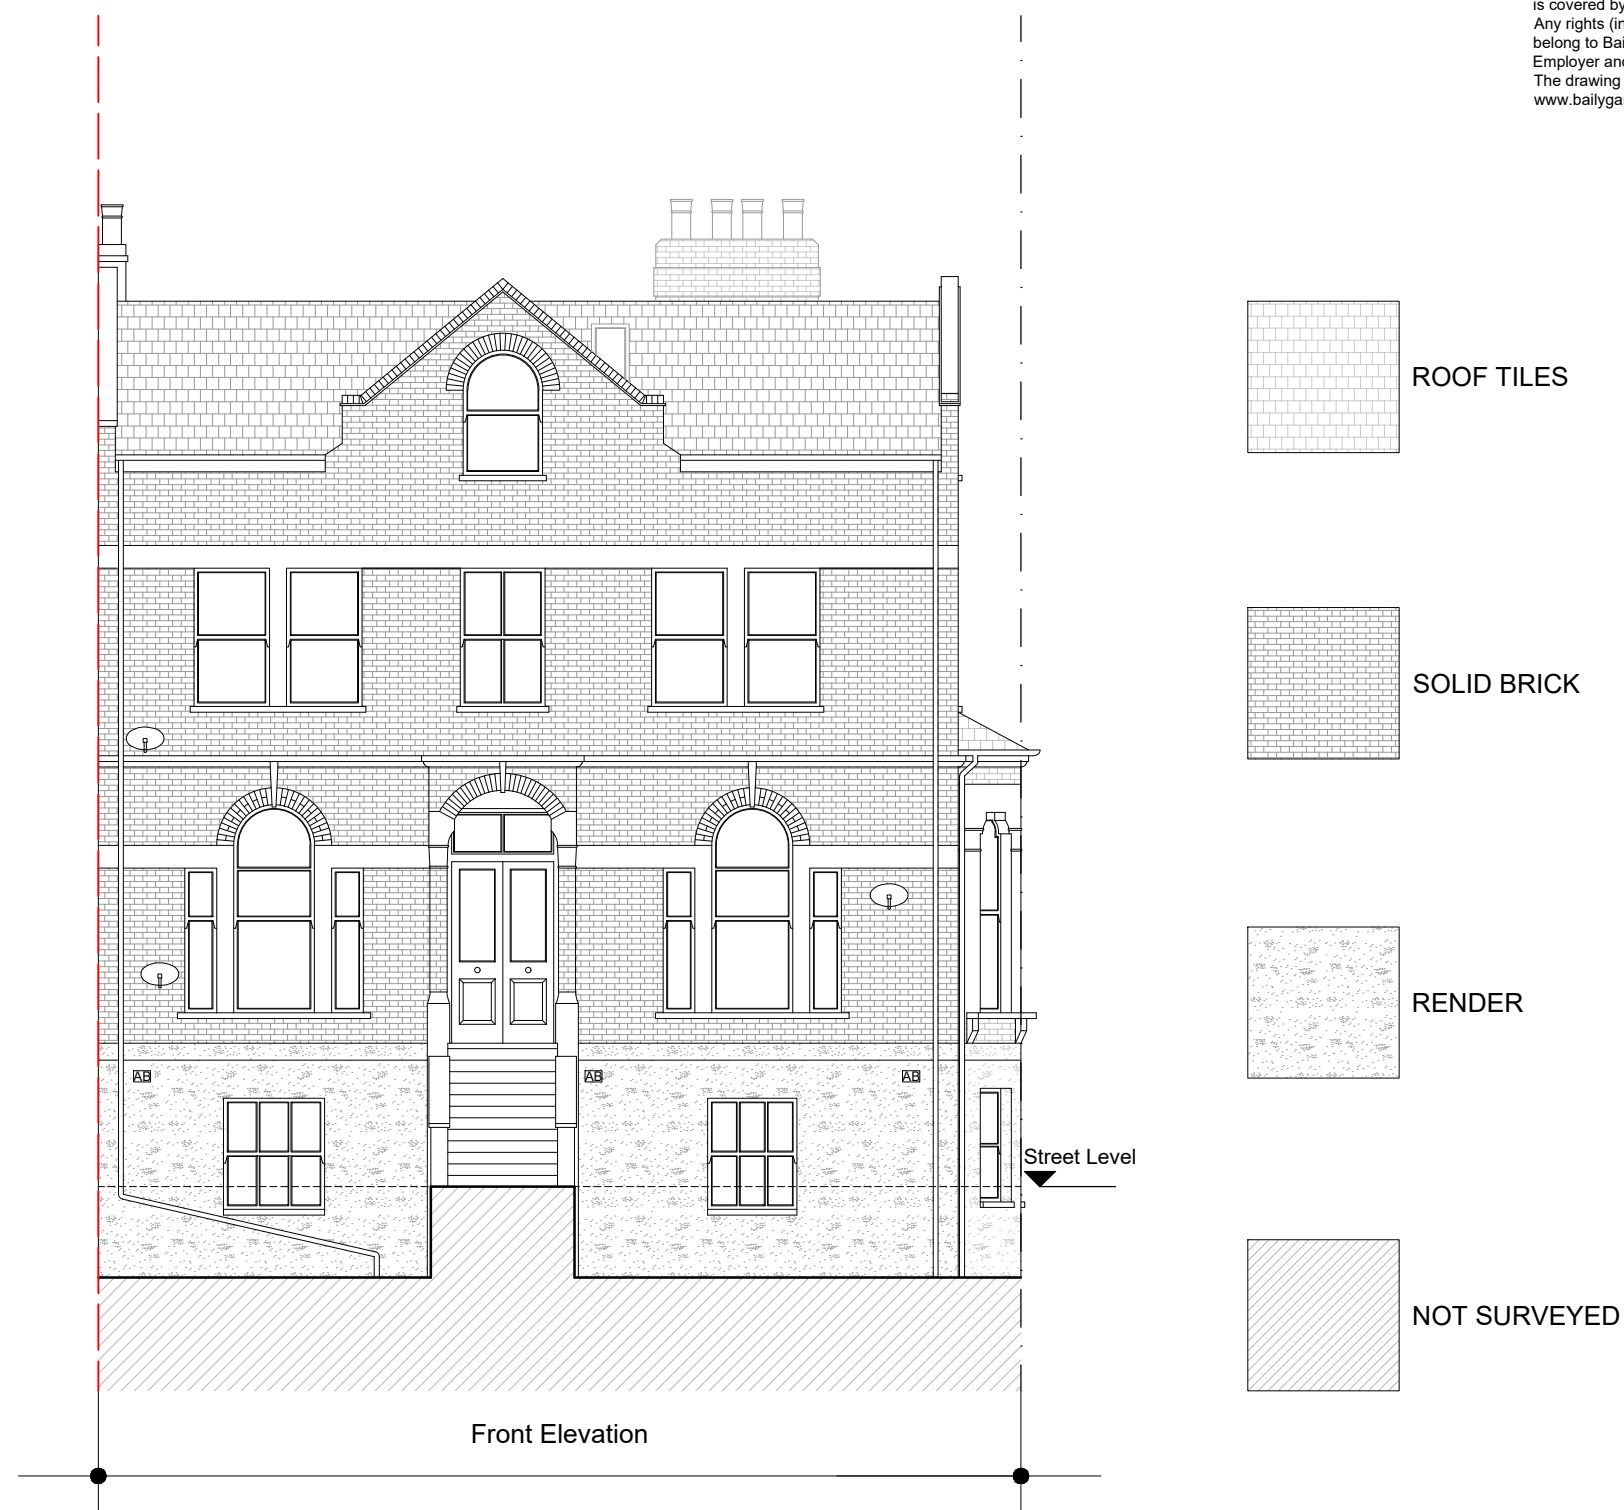 is covered by
Any rights (in
belong to Bai
Employer and
The drawing
www.bailyga
ROOF TILES
SOLID BRICK
RENDER
AB
AB
AB
Street Level
NOT SURVEYED
Front Elevation